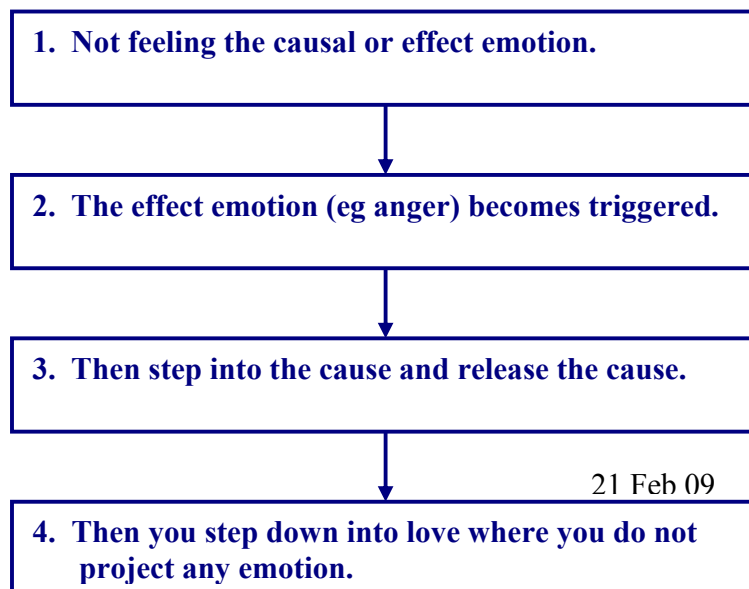 1. Not feeling the causal or effect emotion.
2. The effect emotion (eg anger) becomes triggered.
3. Then step into the cause and release the cause.
21 Feb 09
4. Then you step down into love where you do not
project any emotion.